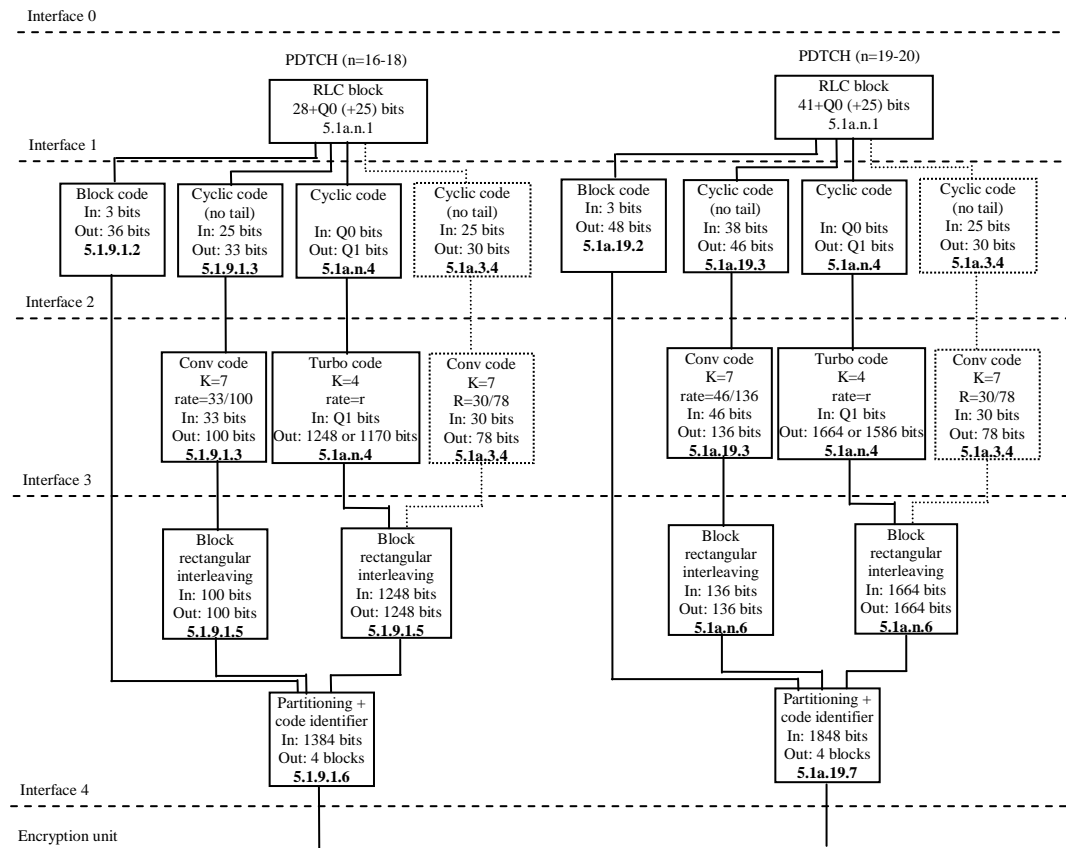 Interface 0
PDTCH (n=16-18)
RLC block
28+Q0 (+25) bits
5.1a.n.1
PDTCH (n=19-20)
RLC block
41+Q0 (+25) bits
5.1a.n.1
Interface 1
Block code
In: 3 bits
Out: 36 bits
5.1.9.1.2
Cyclic code
(no tail)
In: 25 bits
Out: 33 bits
5.1.9.1.3
Cyclic code
In: Q0 bits
Out: Q1 bits
5.1a.n.4
Cyclic code
(no tail)
In: 25 bits
Out: 30 bits
5.1a.3.4
Block code
In: 3 bits
Out: 48 bits
5.1a.19.2
Cyclic code
(no tail)
In: 38 bits
Out: 46 bits
5.1a.19.3
Cyclic code
In: Q0 bits
Out: Q1 bits
5.1a.n.4
Cyclic code
(no tail)
In: 25 bits
Out: 30 bits
5.1a.3.4
Interface 2
Conv code
K=7
rate=33/100
In: 33 bits
Out: 100 bits
5.1.9.1.3
Turbo code
K=4
rate=r
In: Q1 bits
Out: 1248 or 1170 bits
5.1a.n.4
Conv code
K=7
R=30/78
In: 30 bits
Out: 78 bits
5.1a.3.4
Conv code
K=7
rate=46/136
In: 46 bits
Out: 136 bits
5.1a.19.3
Turbo code
K=4
rate=r
In: Q1 bits
Out: 1664 or 1586 bits
5.1a.n.4
Conv code
K=7
R=30/78
In: 30 bits
Out: 78 bits
5.1a.3.4
Interface 3
Block
rectangular
interleaving
In: 100 bits
Out: 100 bits
5.1.9.1.5
Block
rectangular
interleaving
In: 1248 bits
Out: 1248 bits
5.1.9.1.5
Block
rectangular
interleaving
In: 136 bits
Out: 136 bits
5.1a.n.6
Block
rectangular
interleaving
In: 1664 bits
Out: 1664 bits
5.1a.n.6
Partitioning +
code identifier
In: 1384 bits
Out: 4 blocks
5.1.9.1.6
Partitioning +
code identifier
In: 1848 bits
Out: 4 blocks
5.1a.19.7
Interface 4
Encryption unit